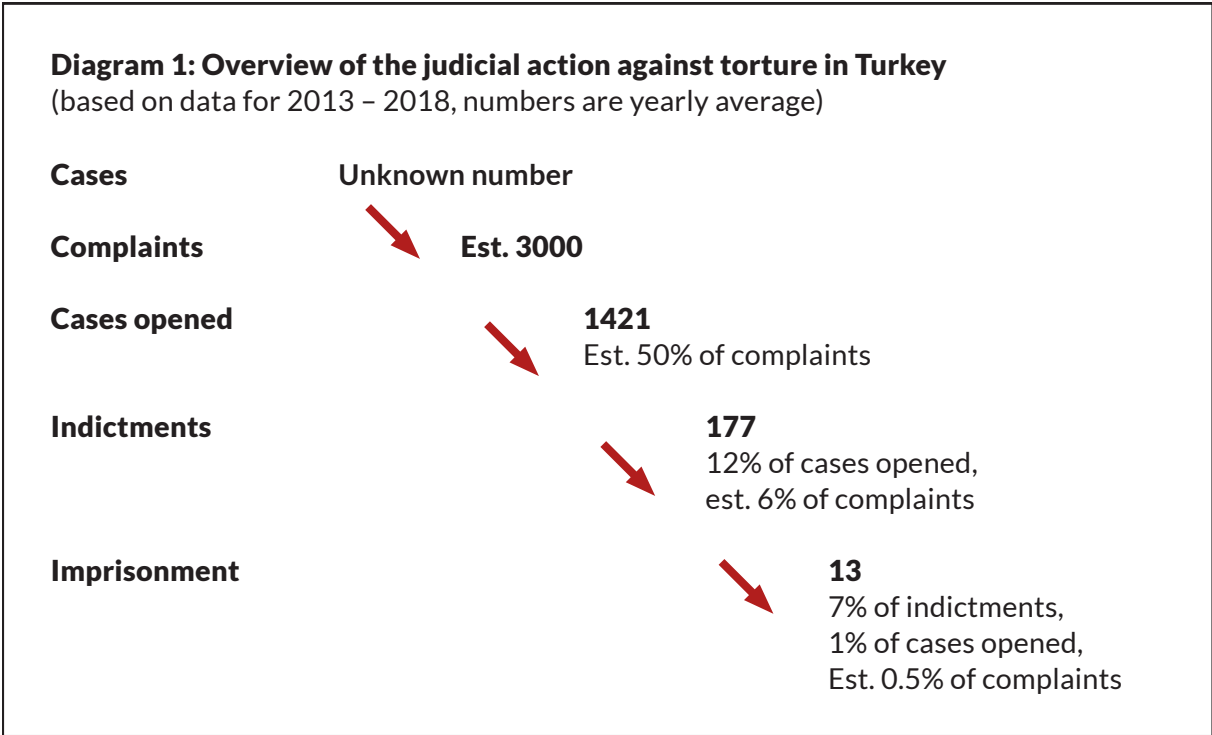 Diagram 1: Overview of the judicial action against torture in Turkey
(based on data for 2013 – 2018, numbers are yearly average)
Cases Unknown number
Complaints Est. 3000
Cases opened 1421
Est. 50% of complaints
Indictments 177
12% of cases opened,
est. 6% of complaints
Imprisonment 13
7% of indictments,
1% of cases opened,
Est. 0.5% of complaints